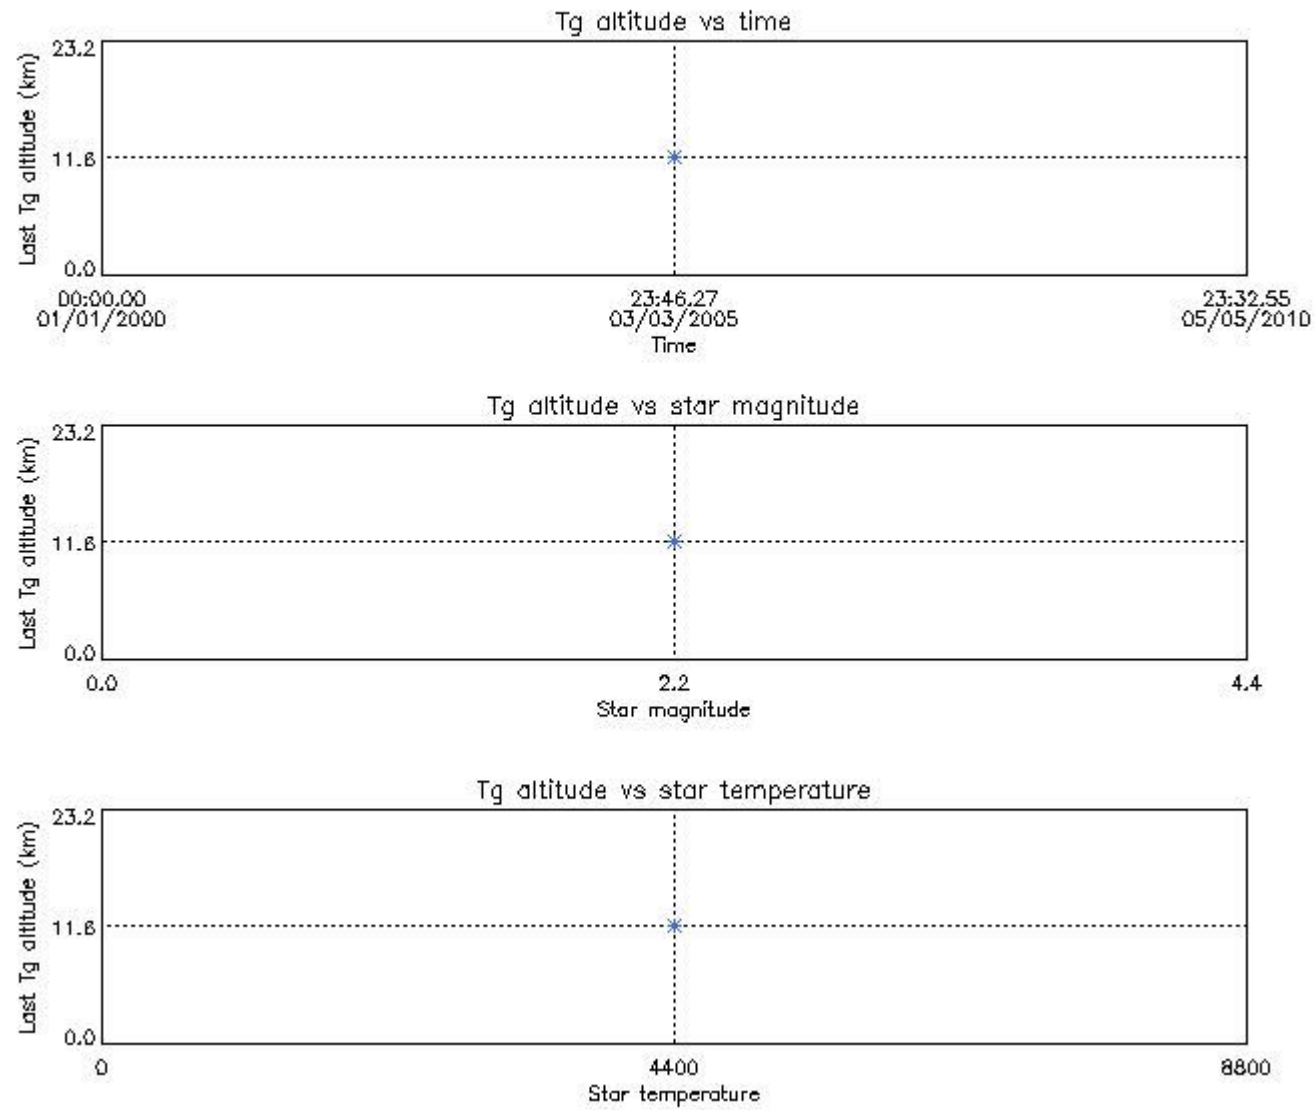 Tg altitude vs time
Last Tg altitude (km)
23.2
11.6
0.0
00:00.00 23:46.27 23:32.55
01/01/2000 03/03/2005 05/05/2010
Time
Tg altitude vs star magnitude
Last Tg altitude (km)
23.2
11.6
0.0
0.0 2.2 4.4
Star magnitude
Tg altitude vs star temperature
Last Tg altitude (km)
23.2
11.6
0.0
0 4400 8800
Star temperature